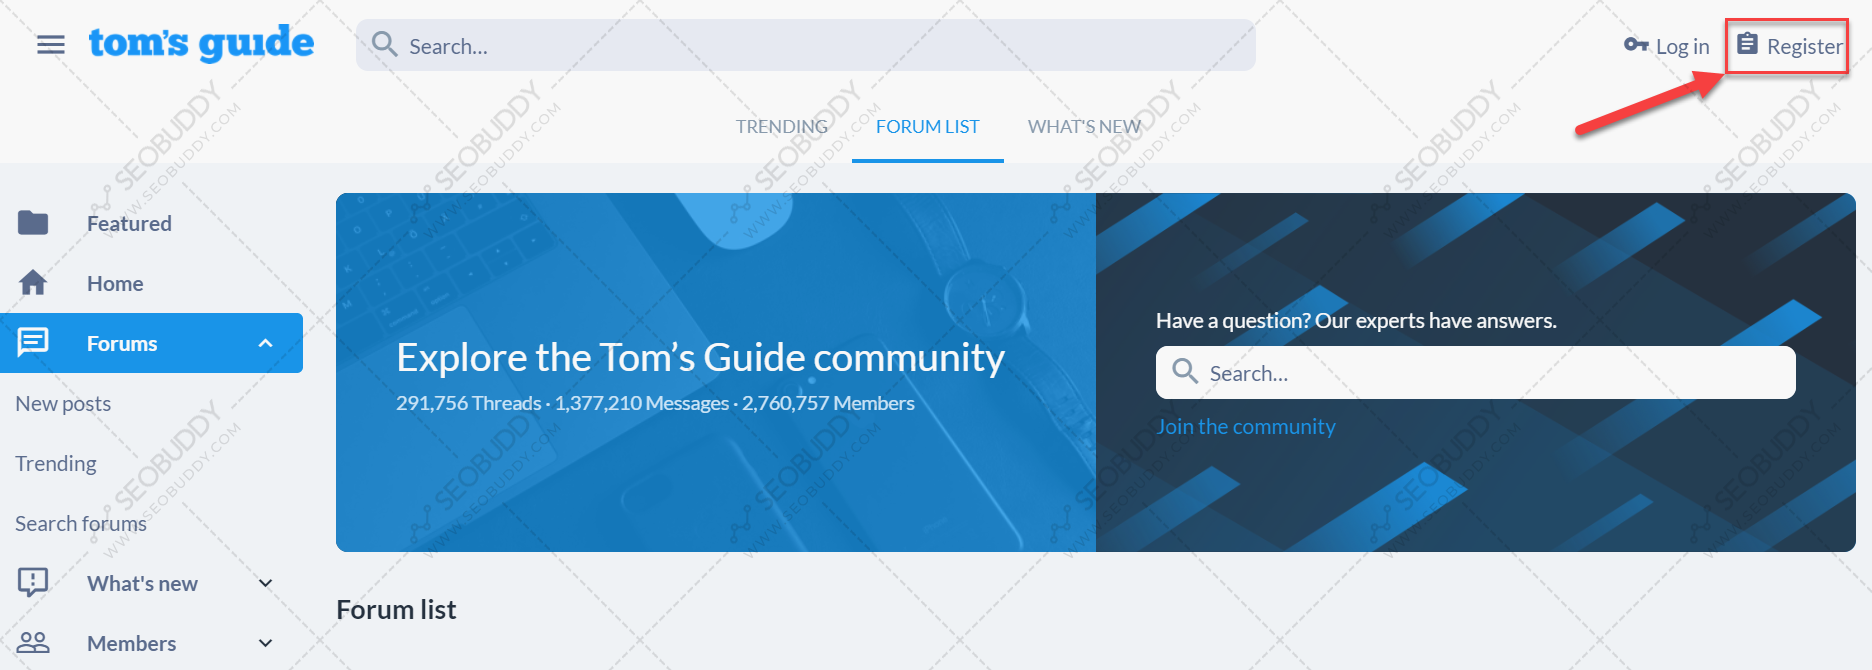 tom's guide
Search...
Log in
Register
TRENDING
FORUM LIST
WHAT'S NEW
Featured
Home
Forums
New posts
Trending
Search forums
What's new
Members
Explore the Tom’s Guide community
291,756 Threads · 1,377,210 Messages · 2,760,757 Members
Have a question? Our experts have answers.
Search...
Join the community
Forum list
SEOBUDDY
WWW.SEOBUDDY.COM